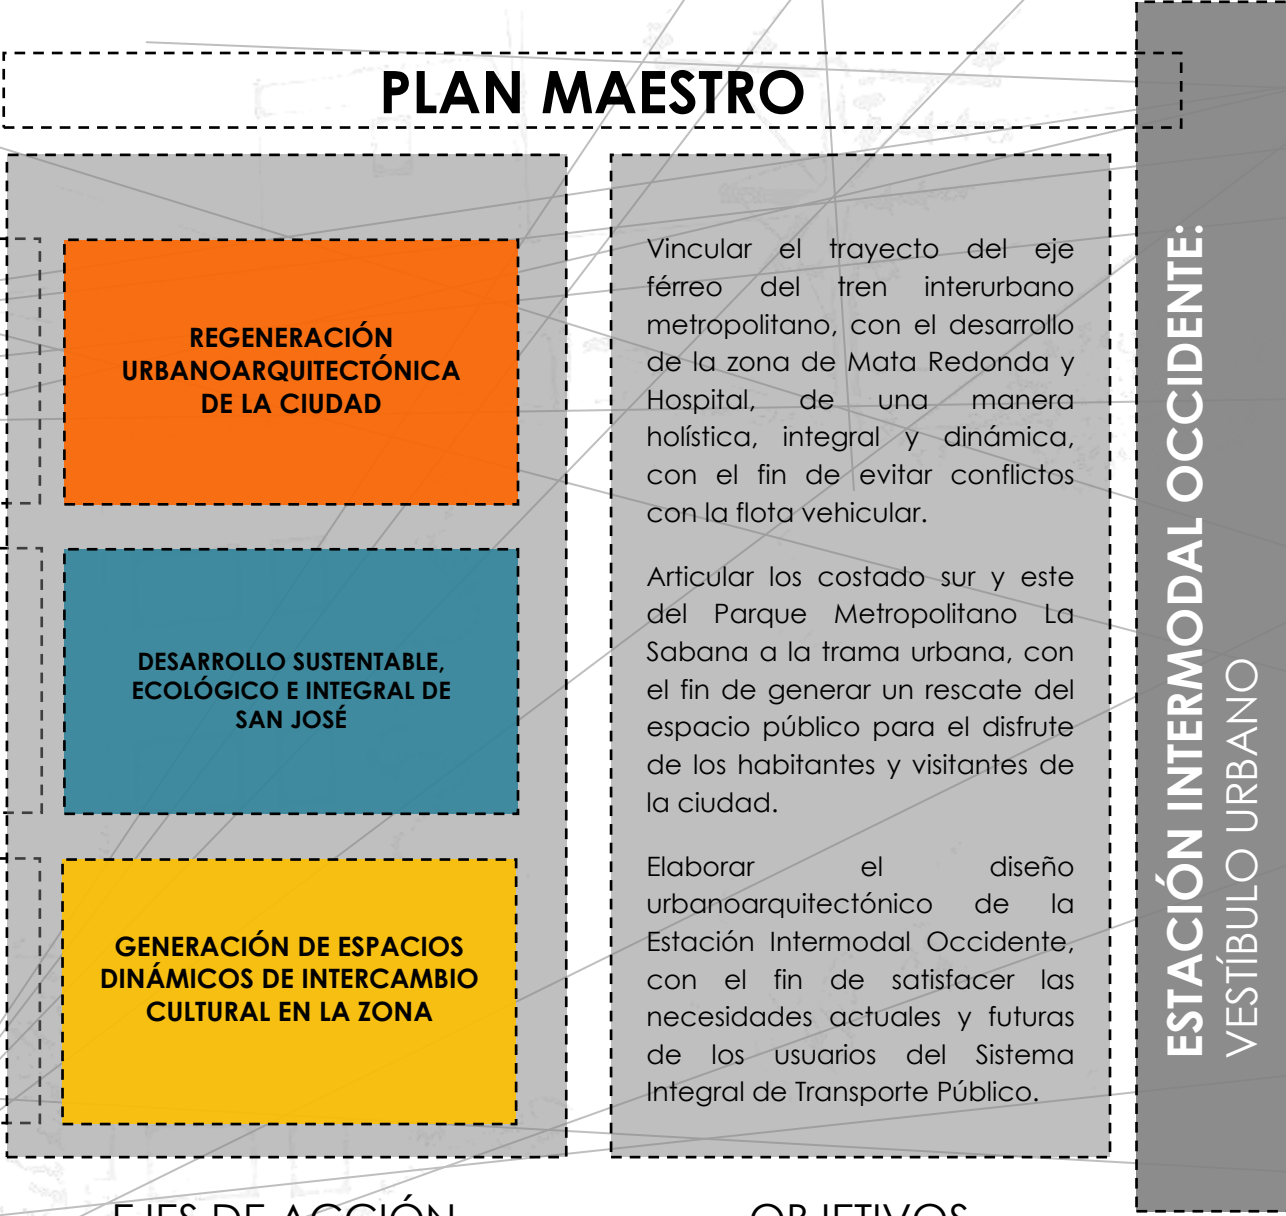 PLAN MAESTRO
REGENERACIÓN
URBANOARQUITECTÓNICA
DE LA CIUDAD
DESARROLLO SUSTENTABLE,
ECOLÓGICO E INTEGRAL DE
SAN JOSÉ
GENERACIÓN DE ESPACIOS
DINÁMICOS DE INTERCAMBIO
CULTURAL EN LA ZONA
EJES DE ACCIÓN
Vincular el trayecto del eje
férreo del tren interurbano
metropolitano, con el desarrollo
de la zona de Mata Redonda y
Hospital, de una manera
holística, integral y dinámica,
con el fin de evitar conflictos
con la flota vehicular.
Articular los costado sur y este
del Parque Metropolitano La
Sabana a la trama urbana, con
el fin de generar un rescate del
espacio público para el disfrute
de los habitantes y visitantes de
la ciudad.
Elaborar el diseño
urbanoarquitectónico de la
Estación Intermodal Occidente,
con el fin de satisfacer las
necesidades actuales y futuras
de los usuarios del Sistema
Integral de Transporte Público.
OBJETIVOS
ESTACIÓN INTERMODAL OCCIDENTE:
VESTÍBULO URBANO